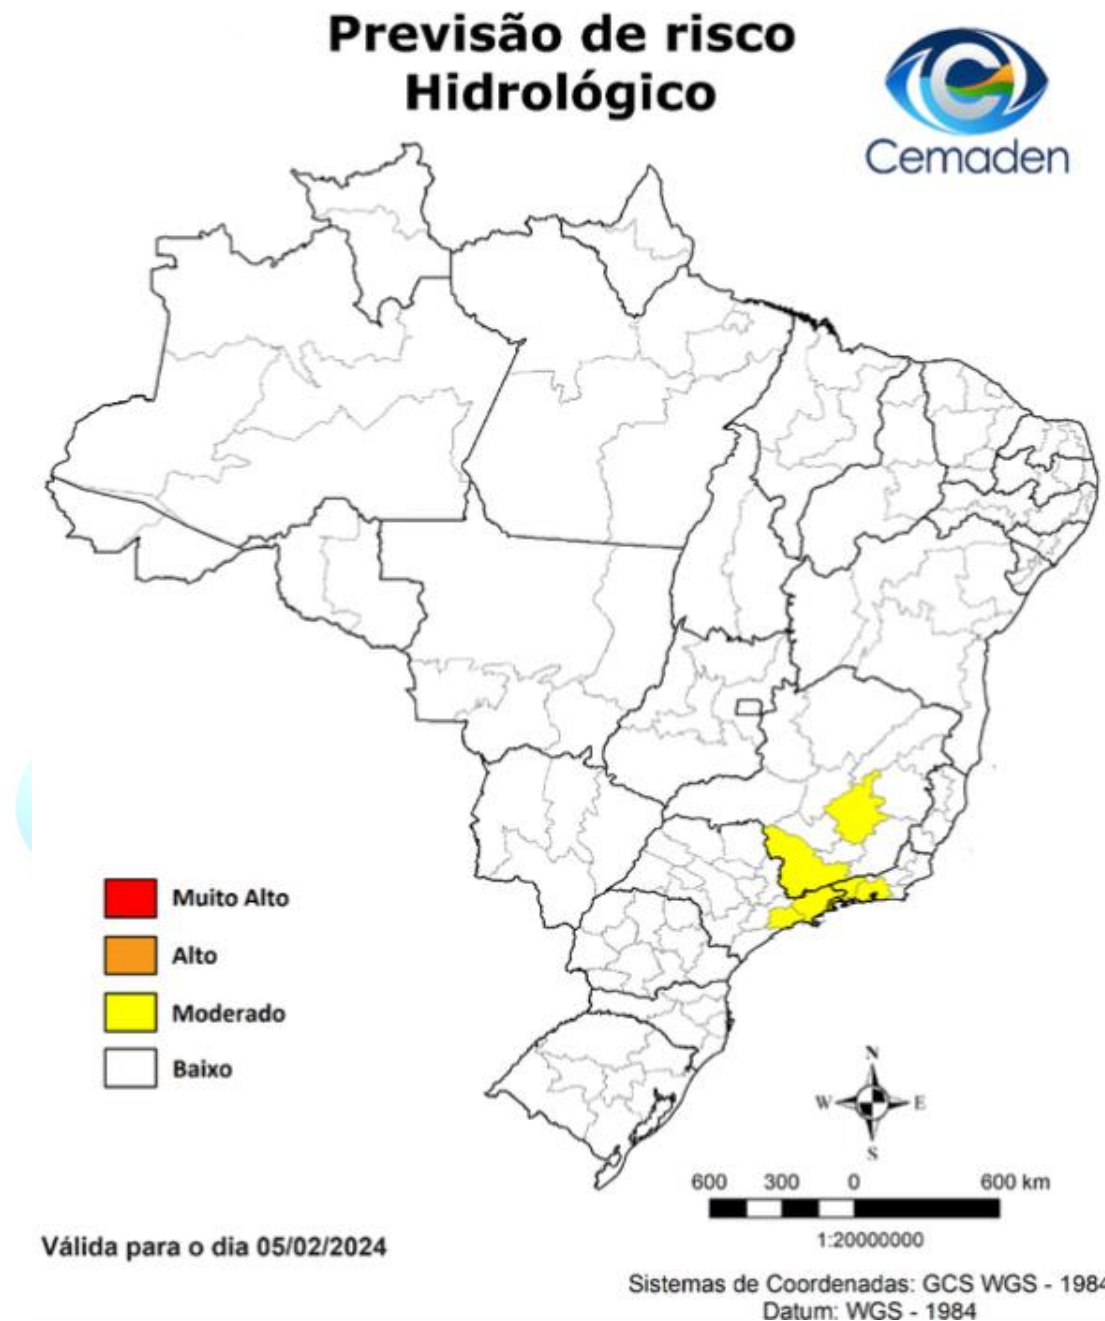 Previsão de risco
Hidrológico
Cemaden
Muito Alto
Alto
Moderado
Baixo
N
W E
S
600 300 0 600 km
1:20000000
Válida para o dia 05/02/2024
Sistemas de Coordenadas: GCS WGS - 1984
Datum: WGS - 1984